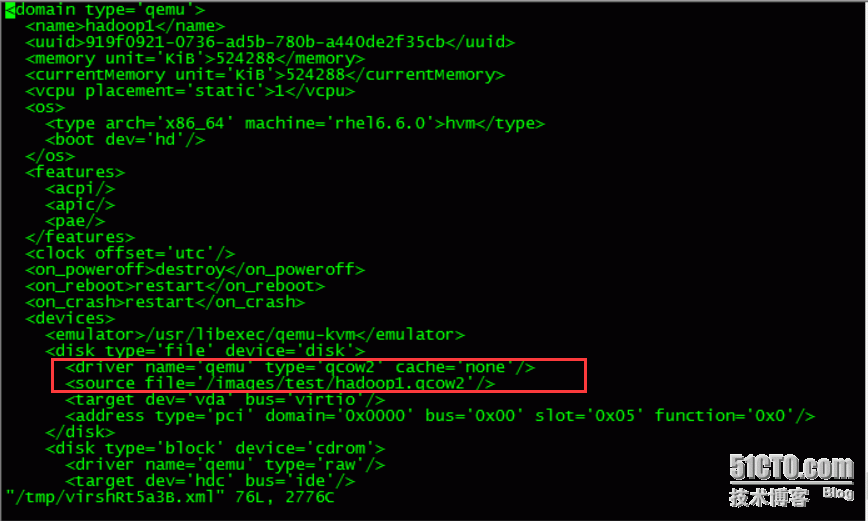 <domain type='qemu'>
  <name>hadoop1</name>
  <uuid>919f0921-0736-ad5b-780b-a440de2f35cb</uuid>
  <memory unit='KiB'>524288</memory>
  <currentMemory unit='KiB'>524288</currentMemory>
  <vcpu placement='static'>1</vcpu>
  <os>
    <type arch='x86_64' machine='rhel6.6.0'>hvm</type>
    <boot dev='hd'/>
  </os>
  <features>
    <acpi/>
    <apic/>
    <pae/>
  </features>
  <clock offset='utc'/>
  <on_poweroff>destroy</on_poweroff>
  <on_reboot>restart</on_reboot>
  <on_crash>restart</on_crash>
  <devices>
    <emulator>/usr/libexec/qemu-kvm</emulator>
    <disk type='file' device='disk'>
      <driver name='qemu' type='qcow2' cache='none'/>
      <source file='/images/test/hadoop1.qcow2'/>
      <target dev='vda' bus='virtio'/>
      <address type='pci' domain='0x0000' bus='0x00' slot='0x05' function='0x0'/>
    </disk>
    <disk type='block' device='cdrom'>
      <driver name='qemu' type='raw'/>
      <target dev='hdc' bus='ide'/>
"/tmp/virshRt5a3B.xml" 76L, 2776C
51CTO.com
技术博客 Blog